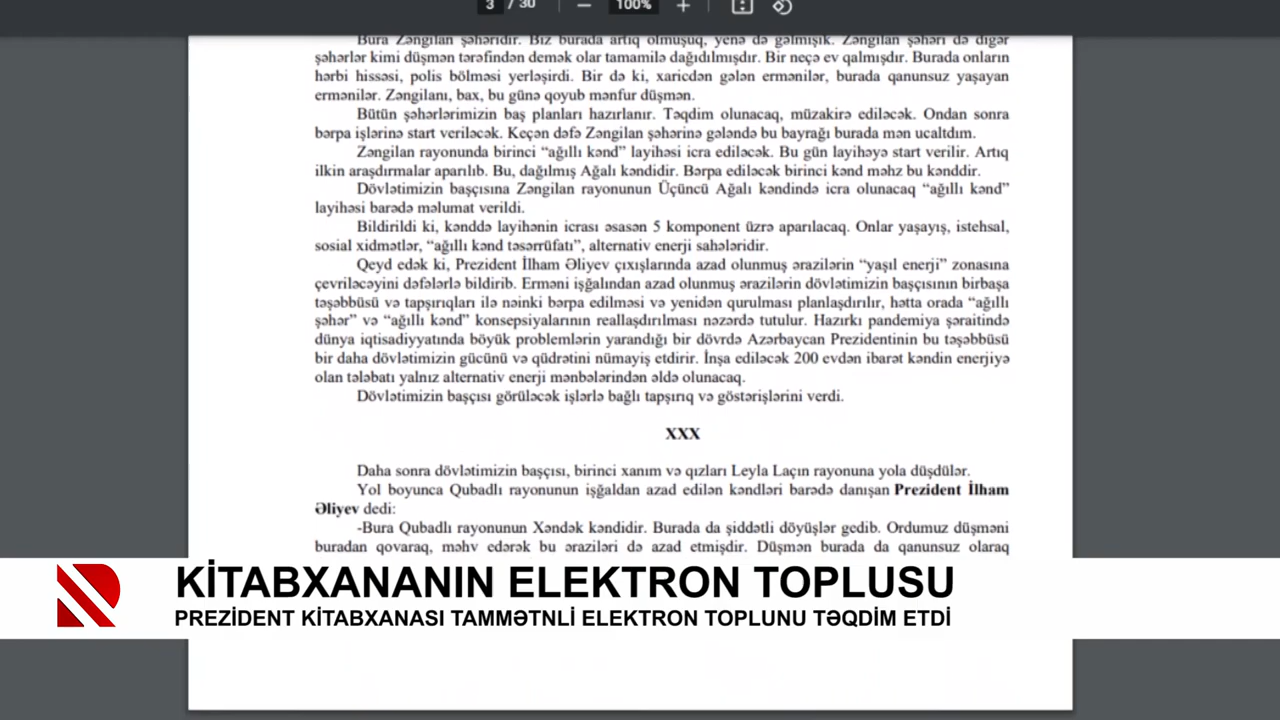 3 / 30 — 100% +
Bura Zəngilan şəhəridir. Biz burada artıq olmuşuq, yenə də gəlmişik. Zəngilan şəhəri də digər
şəhərlər kimi düşmən tərəfindən demək olar tamamilə dağıdılmışdır. Bir neçə ev qalmışdır. Burada onların
hərbi hissəsi, polis bölməsi yerləşirdi. Bir də ki, xaricdən gələn ermənilər, burada qanunsuz yaşayan
ermənilər. Zəngilanı, bax, bu günə qoyub mənfur düşmən.
Bütün şəhərlərimizin baş planları hazırlanır. Təqdim olunacaq, müzakirə ediləcək. Ondan sonra
bərpa işlərinə start veriləcək. Keçən dəfə Zəngilan şəhərinə gələndə bu bayrağı burada mən ucaltdım.
Zəngilan rayonunda birinci “ağıllı kənd” layihəsi icra ediləcək. Bu gün layihəyə start verilir. Artıq
ilkin araşdırmalar aparılıb. Bu, dağılmış Ağalı kəndidir. Bərpa ediləcək birinci kənd məhz bu kənddir.
Dövlətimizin başçısına Zəngilan rayonunun Üçüncü Ağalı kəndində icra olunacaq “ağıllı kənd”
layihəsi barədə məlumat verildi.
Bildirildi ki, kənddə layihənin icrası əsasən 5 komponent üzrə aparılacaq. Onlar yaşayış, istehsal,
sosial xidmətlər, “ağıllı kənd təsərrüfatı”, alternativ enerji sahələridir.
Qeyd edək ki, Prezident İlham Əliyev çıxışlarında azad olunmuş ərazilərin “yaşıl enerji” zonasına
çevriləcəyini dəfələrlə bildirib. Erməni işğalından azad olunmuş ərazilərin dövlətimizin başçısının birbaşa
təşəbbüsü və tapşırıqları ilə nəinki bərpa edilməsi və yenidən qurulması planlaşdırılır, hətta orada “ağıllı
şəhər” və “ağıllı kənd” konsepsiyalarının reallaşdırılması nəzərdə tutulur. Hazırkı pandemiya şəraitində
dünya iqtisadiyyatında böyük problemlərin yarandığı bir dövrdə Azərbaycan Prezidentinin bu təşəbbüsü
bir daha dövlətimizin gücünü və qüdrətini nümayiş etdirir. İnşa ediləcək 200 evdən ibarət kəndin enerjiyə
olan tələbatı yalnız alternativ enerji mənbələrindən əldə olunacaq.
Dövlətimizin başçısı görüləcək işlərlə bağlı tapşırıq və göstərişlərini verdi.
XXX
Daha sonra dövlətimizin başçısı, birinci xanım və qızları Leyla Laçın rayonuna yola düşdülər.
Yol boyunca Qubadlı rayonunun işğaldan azad edilən kəndləri barədə danışan Prezident İlham
Əliyev dedi:
-Bura Qubadlı rayonunun Xəndək kəndidir. Burada da şiddətli döyüşlər gedib. Ordumuz düşməni
buradan qovaraq, məhv edərək bu əraziləri də azad etmişdir. Düşmən burada da qanunsuz olaraq
KİTABXANANIN ELEKTRON TOPLUSU
PREZİDENT KİTABXANASI TAMMƏTNLİ ELEKTRON TOPLUNU TƏQDİM ETDİ